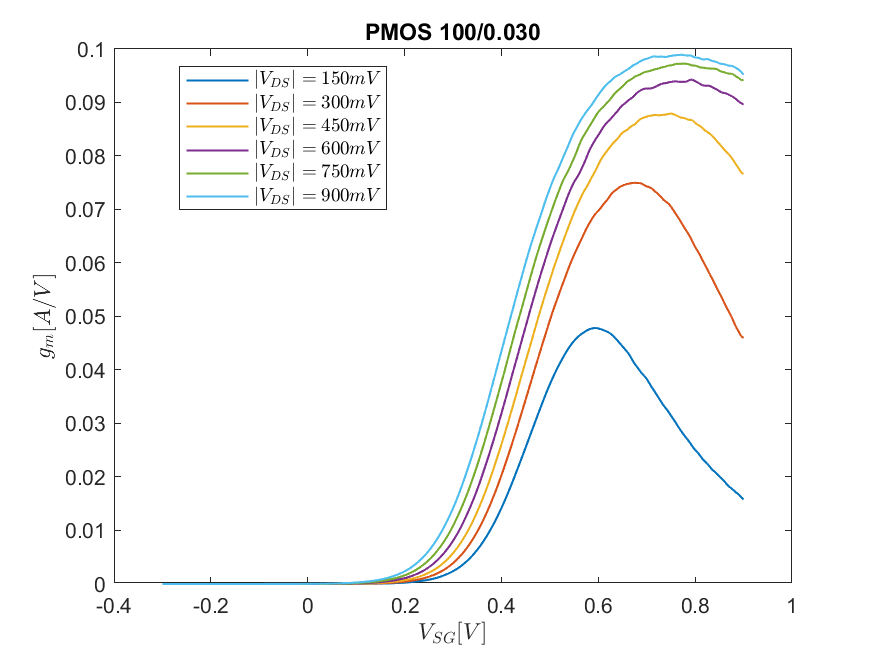 PMOS 100/0.030
|V_DS| = 150mV
|V_DS| = 300mV
|V_DS| = 450mV
|V_DS| = 600mV
|V_DS| = 750mV
|V_DS| = 900mV
0.1
0.09
0.08
0.07
0.06
0.05
0.04
0.03
0.02
0.01
0
g_m[A/V]
-0.4 -0.2 0 0.2 0.4 0.6 0.8 1
V_SG[V]